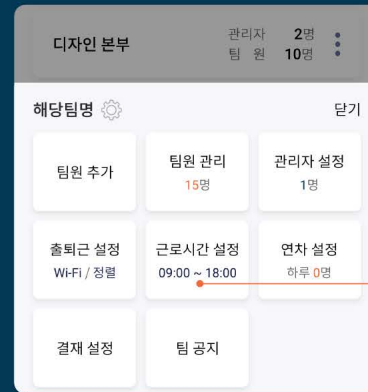 디자인 본부
관리자 2명
팀 원 10명
해당팀명
닫기
팀원 추가
팀원 관리
15명
관리자 설정
1명
출퇴근 설정
Wi-Fi / 정렬
근로시간 설정
09:00 ~ 18:00
연차 설정
하루 0명
결재 설정
팀 공지